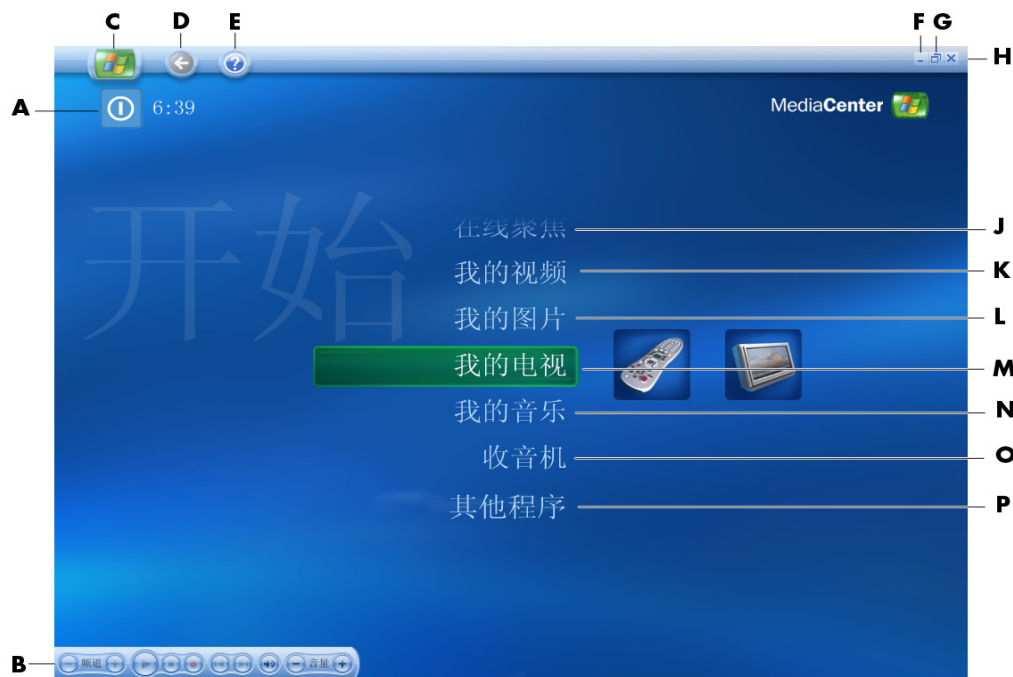 C D E F G
H
A 6:39 MediaCenter
开始
在线聚焦 J
我的视频 K
我的图片 L
我的电视 M
我的音乐 N
收音机 O
其他程序 P
B 频道 音量